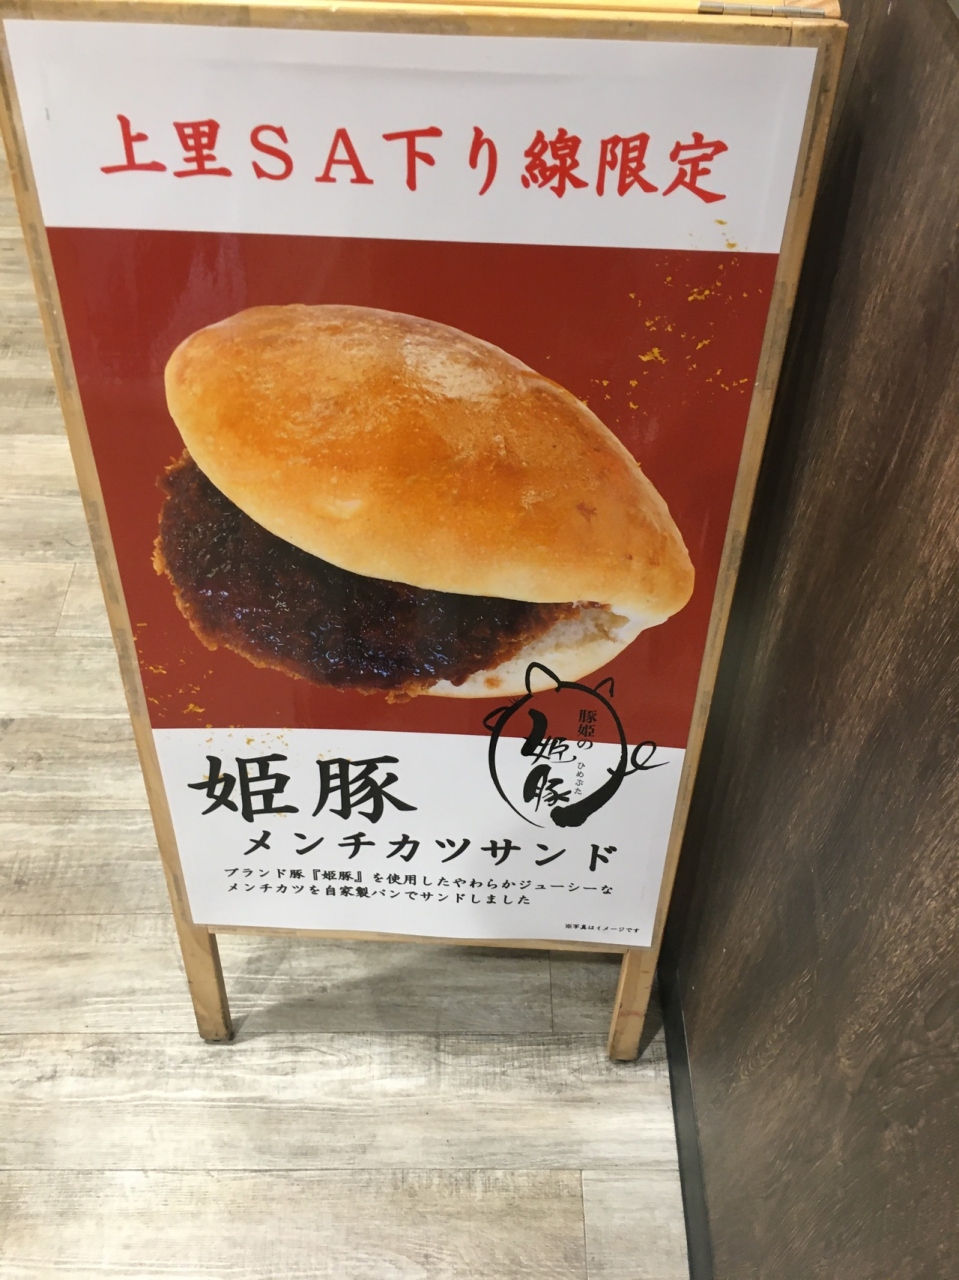 上里SA下り線限定
豚姫の
姫豚
ひめぶた
姫豚
メンチカツサンド
ブランド豚『姫豚』を使用したやわらかジューシーな
メンチカツを自家製パンでサンドしました
※写真はイメージです